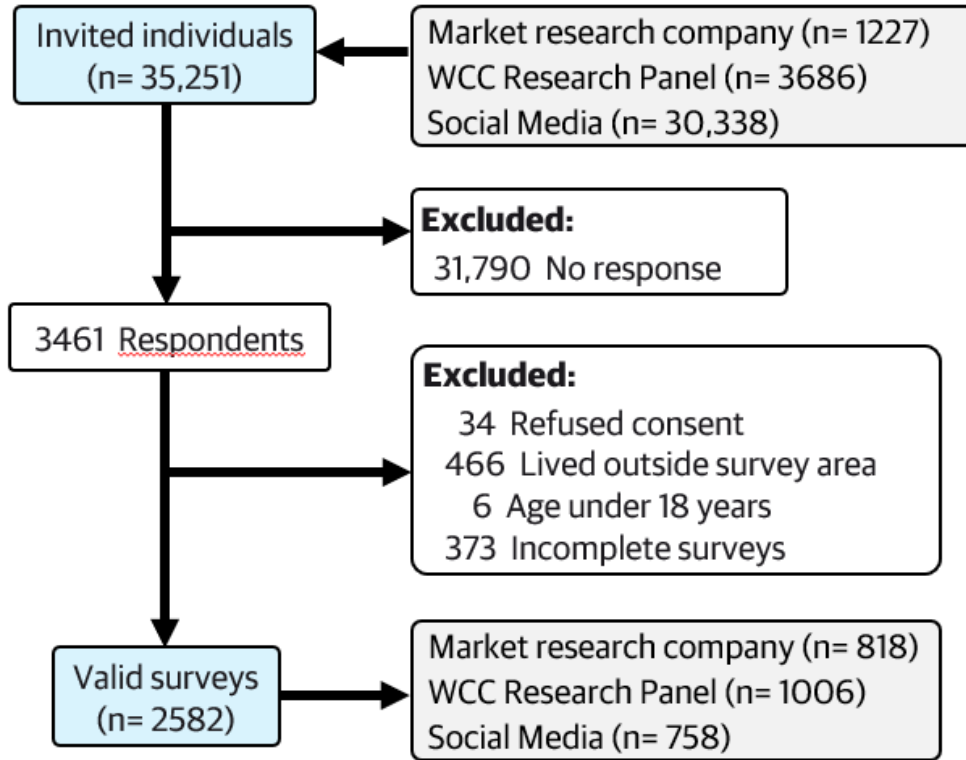 Invited individuals
(n= 35,251)
Market research company (n= 1227)
WCC Research Panel (n= 3686)
Social Media (n= 30,338)
Excluded:
31,790 No response
3461 Respondents
Excluded:
34 Refused consent
466 Lived outside survey area
6 Age under 18 years
373 Incomplete surveys
Valid surveys
(n= 2582)
Market research company (n= 818)
WCC Research Panel (n= 1006)
Social Media (n= 758)